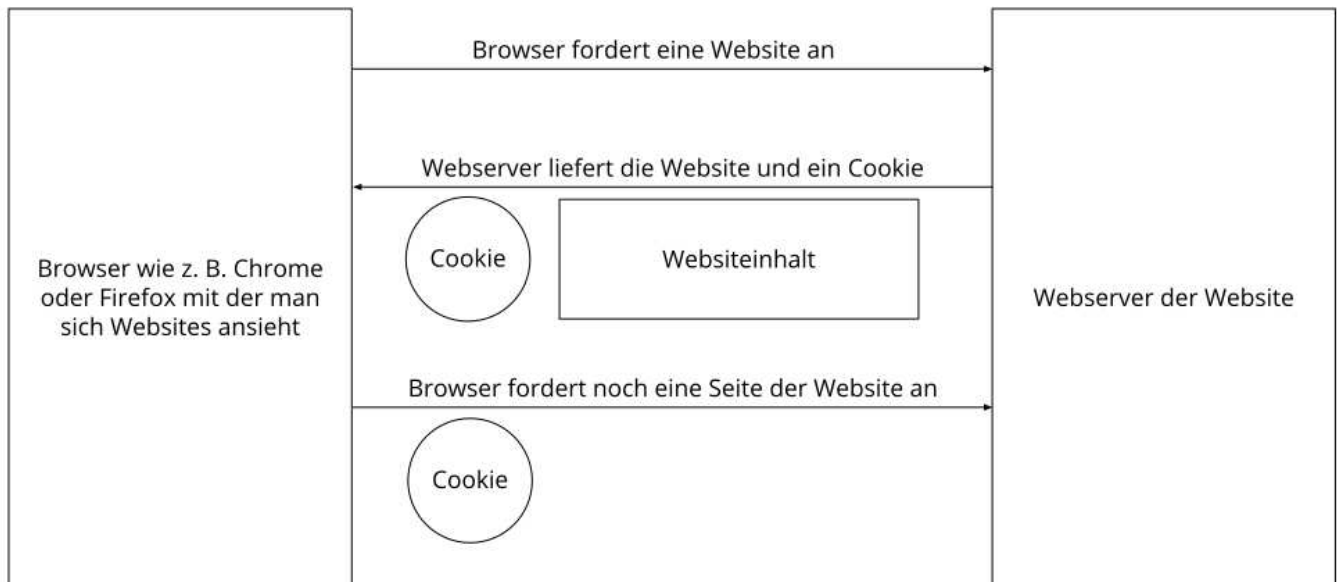 Browser fordert eine Website an
Webserver liefert die Website und ein Cookie
Cookie
Websiteinhalt
Browser wie z. B. Chrome
oder Firefox mit der man
sich Websites ansieht
Webserver der Website
Browser fordert noch eine Seite der Website an
Cookie